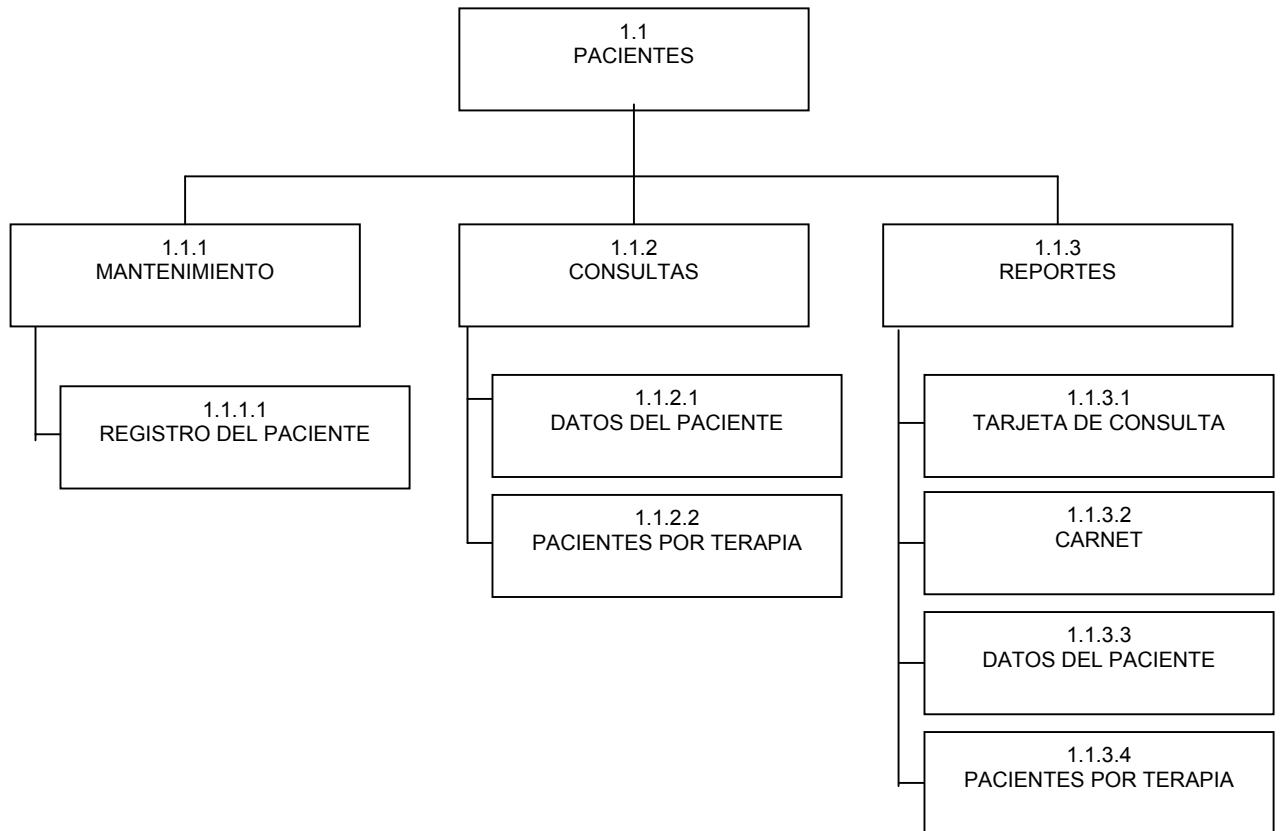 1.1
PACIENTES
1.1.1
MANTENIMIENTO
1.1.1.1
REGISTRO DEL PACIENTE
1.1.2
CONSULTAS
1.1.2.1
DATOS DEL PACIENTE
1.1.2.2
PACIENTES POR TERAPIA
1.1.3
REPORTES
1.1.3.1
TARJETA DE CONSULTA
1.1.3.2
CARNET
1.1.3.3
DATOS DEL PACIENTE
1.1.3.4
PACIENTES POR TERAPIA